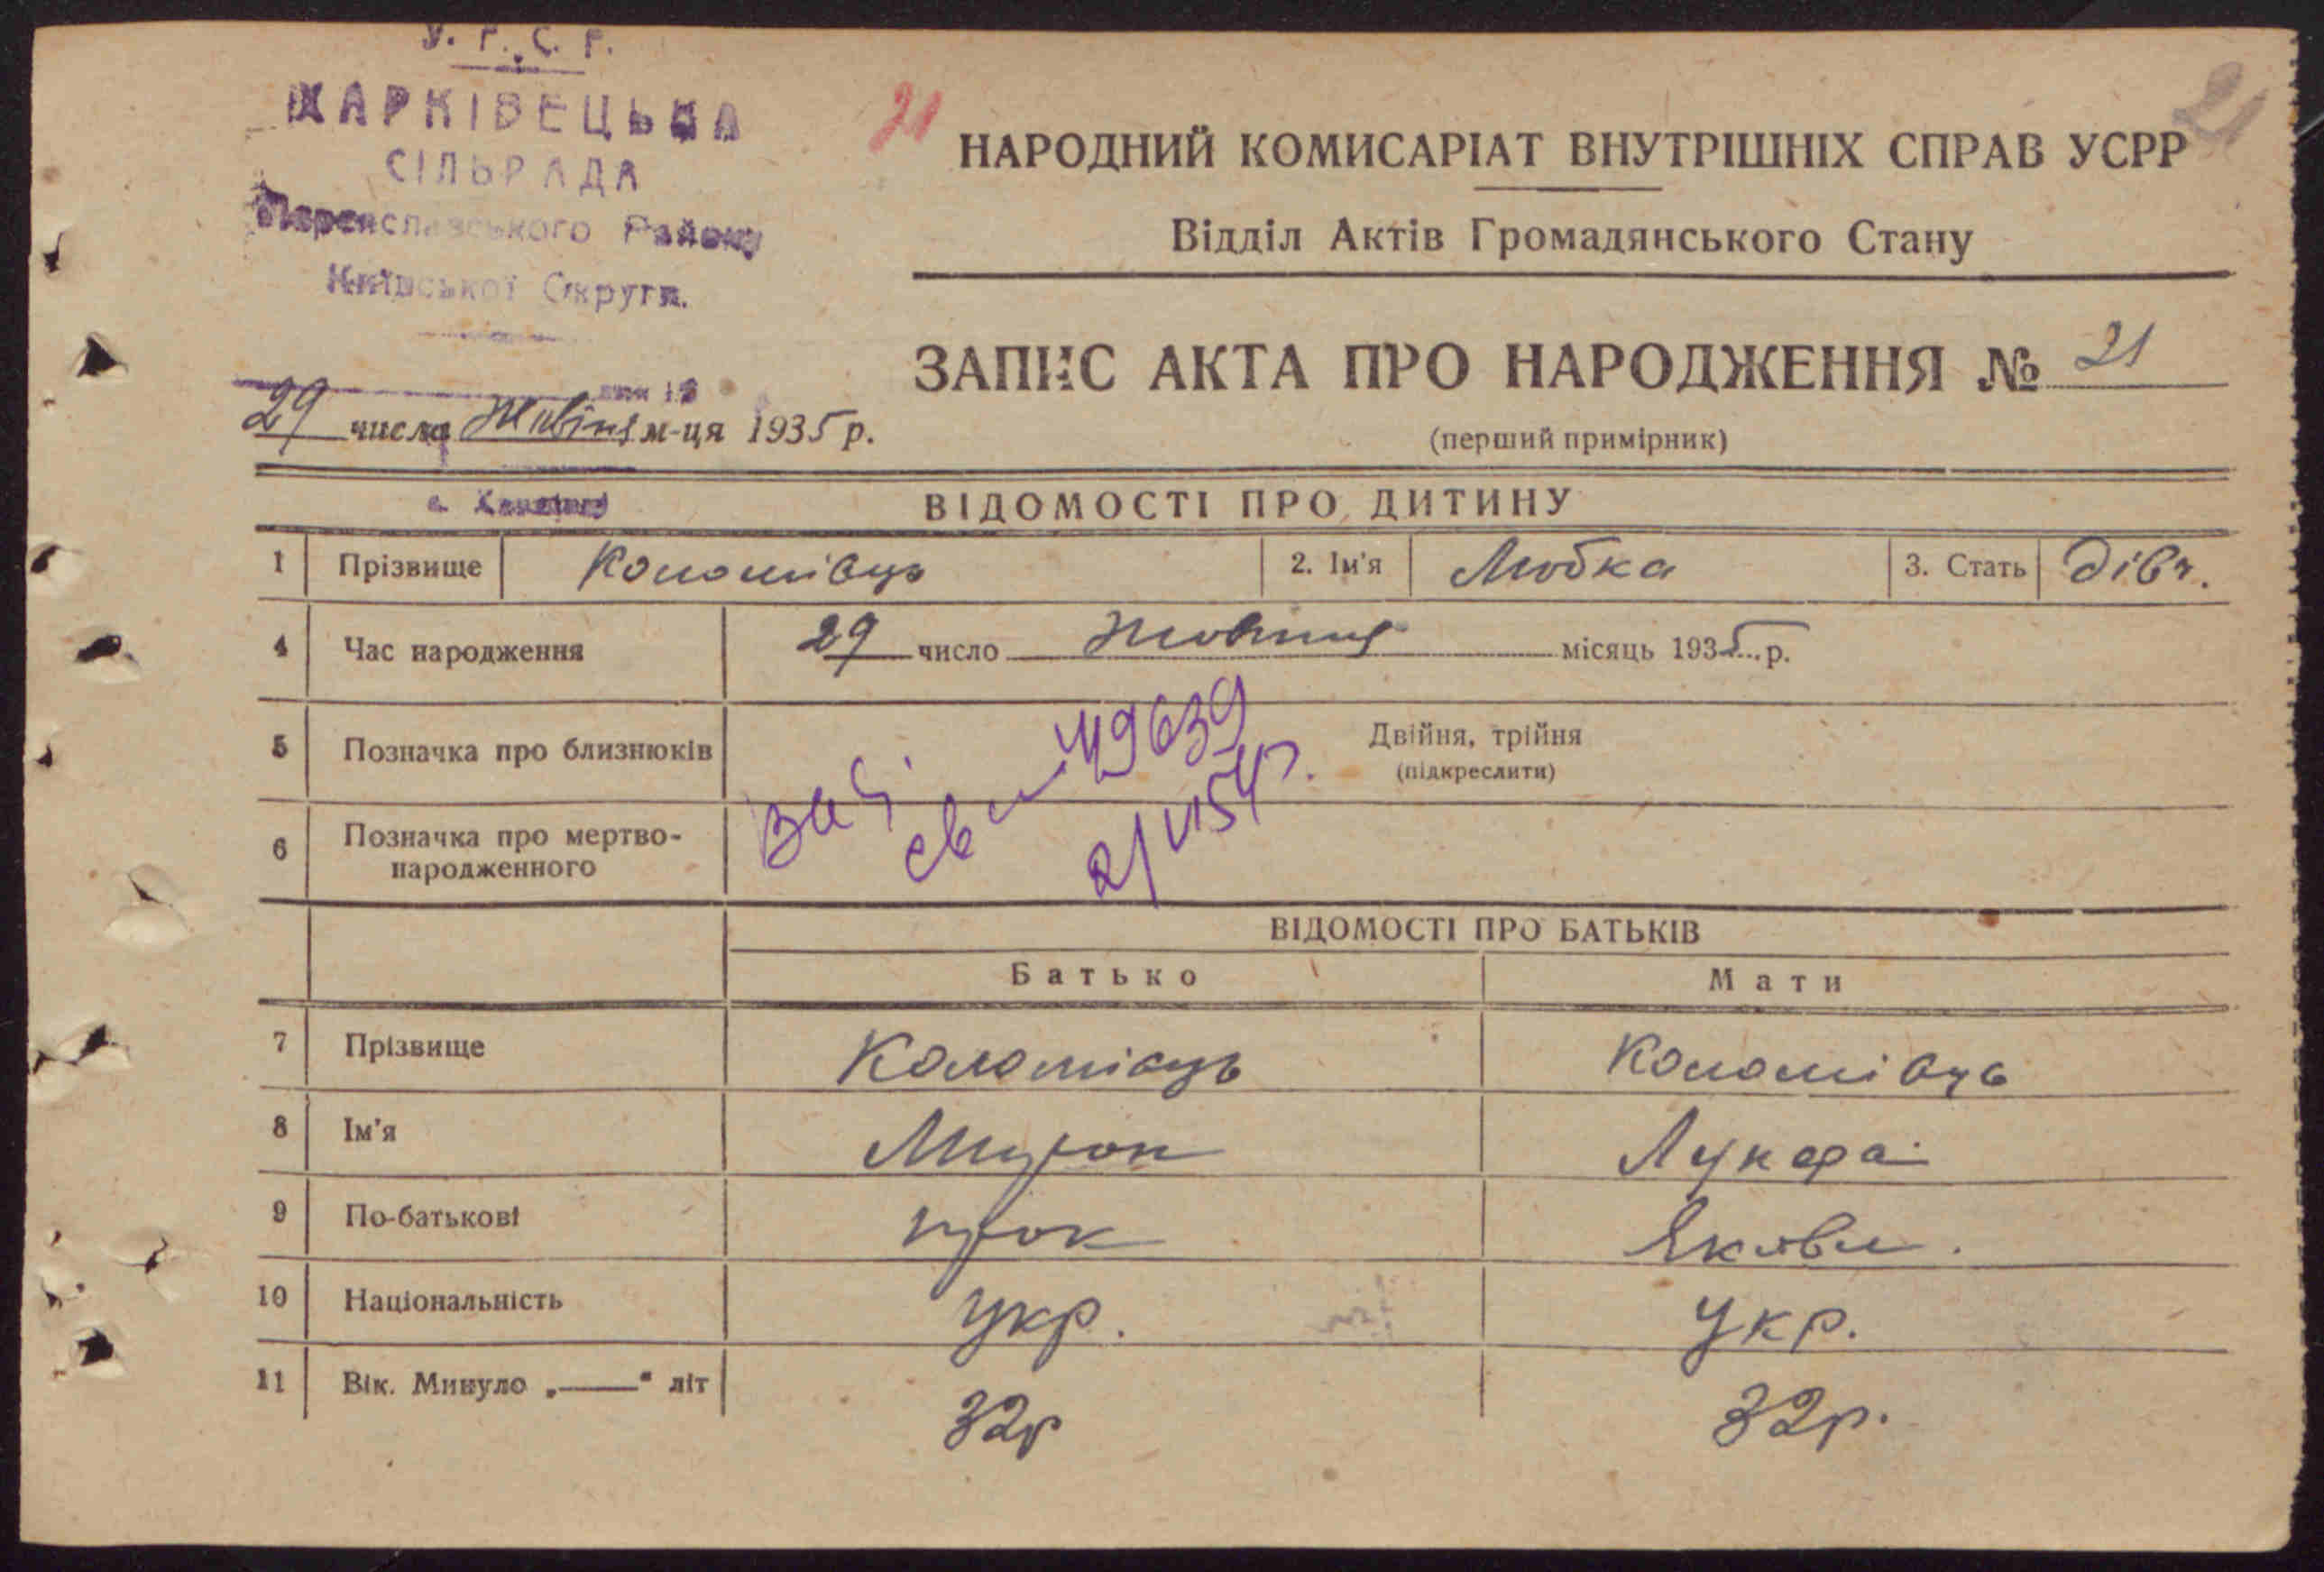 У. Р. С. Р.
ХАРКІВЕЦЬКА
СІЛЬРАДА
Переяславського Району
Київської Округи.
21
21
НАРОДНИЙ КОМИСАРІАТ ВНУТРІШНІХ СПРАВ УСРР
Відділ Актів Громадянського Стану
ЗАПИС АКТА ПРО НАРОДЖЕННЯ № 21
(перший примірник)
29 числа м-ця 1935 р.
ВІДОМОСТІ ПРО ДИТИНУ
1 Прізвище Коломієць 2. Ім'я Любка 3. Стать дівч.
4 Час народження 29 число Жовтня місяць 1935 р.
5 Позначка про близнюків Двійня, трійня
(підкреслити)
6 Позначка про мертво-
народженного
ВІДОМОСТІ ПРО БАТЬКІВ
Батько Мати
7 Прізвище Коломієць Коломієць
8 Ім'я Мирон
9 По-батькові Яковл.
10 Національність Укр. Укр.
11 Вік. Минуло „——“ літ 32р 32р.